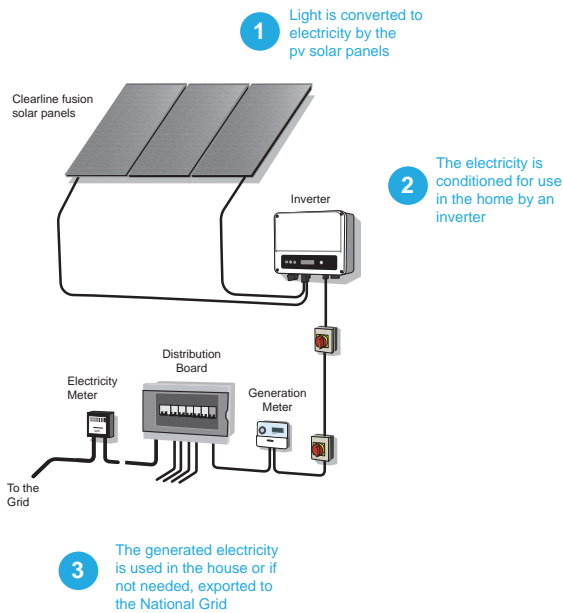 1
Light is converted to
electricity by the
pv solar panels
Clearline fusion
solar panels
2
The electricity is
conditioned for use
in the home by an
inverter
Inverter
Distribution
Board
Electricity
Meter
Generation
Meter
To the
Grid
3
The generated electricity
is used in the house or if
not needed, exported to
the National Grid